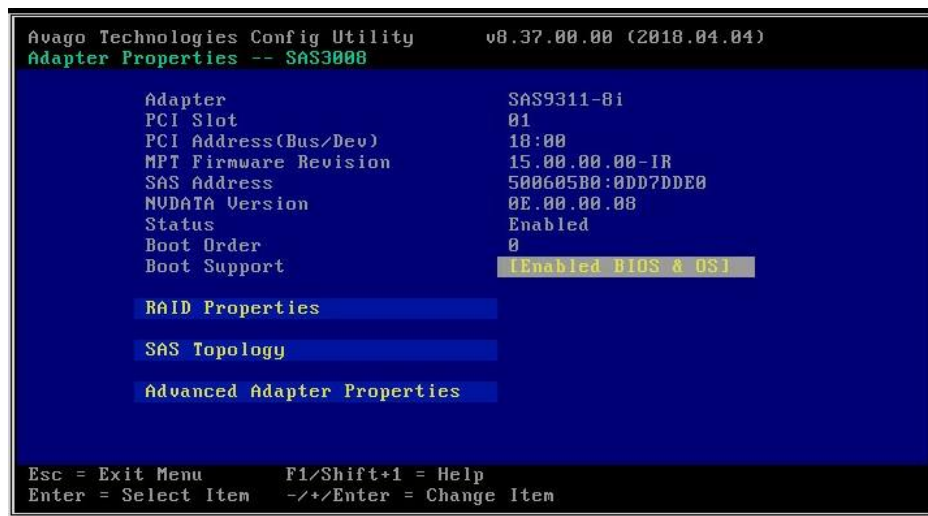 Avago Technologies Config Utility v8.37.00.00 (2018.04.04)
Adapter Properties -- SAS3008
Adapter SAS9311-8i
PCI Slot 01
PCI Address(Bus/Dev) 18:00
MPT Firmware Revision 15.00.00.00-IR
SAS Address 500605B0:0DD7DDE0
NVDATA Version 0E.00.00.08
Status Enabled
Boot Order 0
Boot Support [Enabled BIOS & OS]
RAID Properties
SAS Topology
Advanced Adapter Properties
Esc = Exit Menu F1/Shift+1 = Help
Enter = Select Item -/+/Enter = Change Item